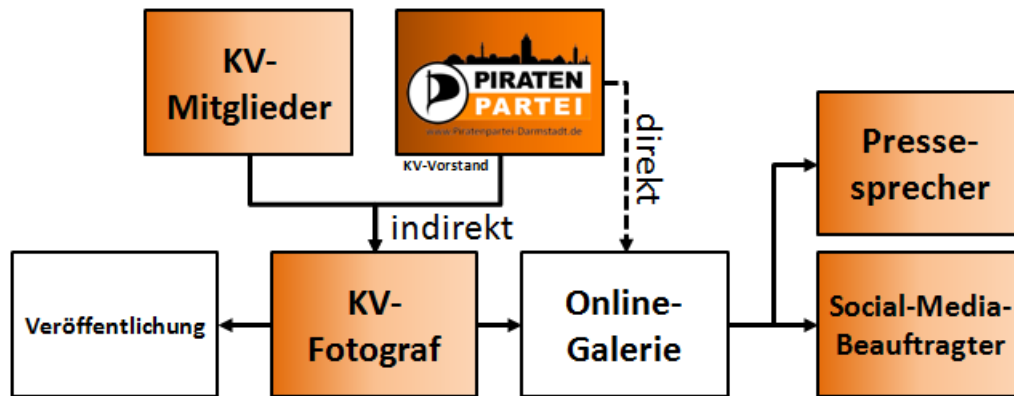 KV-
Mitglieder
PIRATEN
PARTEI
www.Piratenpartei-Darmstadt.de
KV-Vorstand
direkt
indirekt
Presse-
sprecher
Veröffentlichung
KV-
Fotograf
Online-
Galerie
Social-Media-
Beauftragter